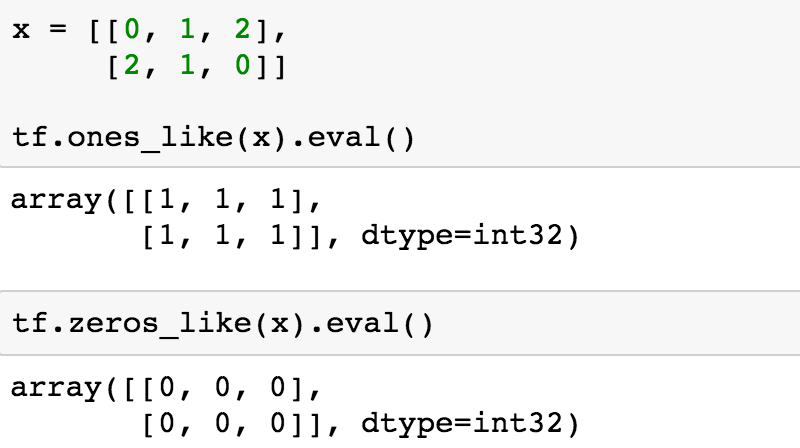 x = [[0, 1, 2],
     [2, 1, 0]]
tf.ones_like(x).eval()
array([[1, 1, 1],
       [1, 1, 1]], dtype=int32)
tf.zeros_like(x).eval()
array([[0, 0, 0],
       [0, 0, 0]], dtype=int32)